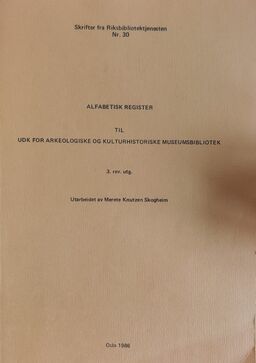 Skrifter fra Riksbibliotektjenesten
Nr. 30
ALFABETISK REGISTER
TIL
UDK FOR ARKEOLOGISKE OG KULTURHISTORISKE MUSEUMSBIBLIOTEK
3. rev. utg.
Utarbeidet av Merete Knutzen Skogheim
Oslo 1986